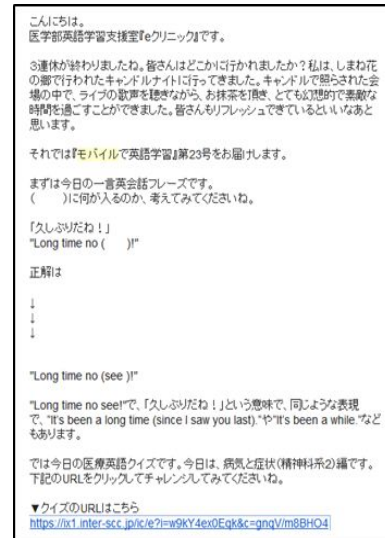 こんにちは。
医学部英語学習支援室『eクリニック』です。
3連休が終わりましたね。皆さんはどこかに行かれましたか？私は、しまね花
の郷で行われたキャンドルナイトに行ってきました。キャンドルで照らされた会
場の中で、ライブの歌声を聴きながら、お抹茶を頂き、とても幻想的で素敵な
時間を過ごすことができました。皆さんもリフレッシュできているといいなあと
思います。
それでは『モバイルで英語学習』第23号をお届けします。
まずは今日の一言英会話フレーズです。
（　　）に何が入るのか、考えてみてくださいね。
「久しぶりだね！」
"Long time no (　　)!"
正解は
↓
↓
↓
"Long time no (see )!"
"Long time no see!"で、「久しぶりだね！」という意味で、同じような表現
で、"It's been a long time (since I saw you last)."や"It's been a while."など
もあります。
では今日の医療英語クイズです。今日は、病気と症状（精神科系2）編です。
下記のURLをクリックしてチャレンジしてみてくださいね。
▼クイズのURLはこちら
https://ix1.inter-scc.jp/ic/e?i=w9kY4ex0Eqk&c=gnqV/m8BHO4